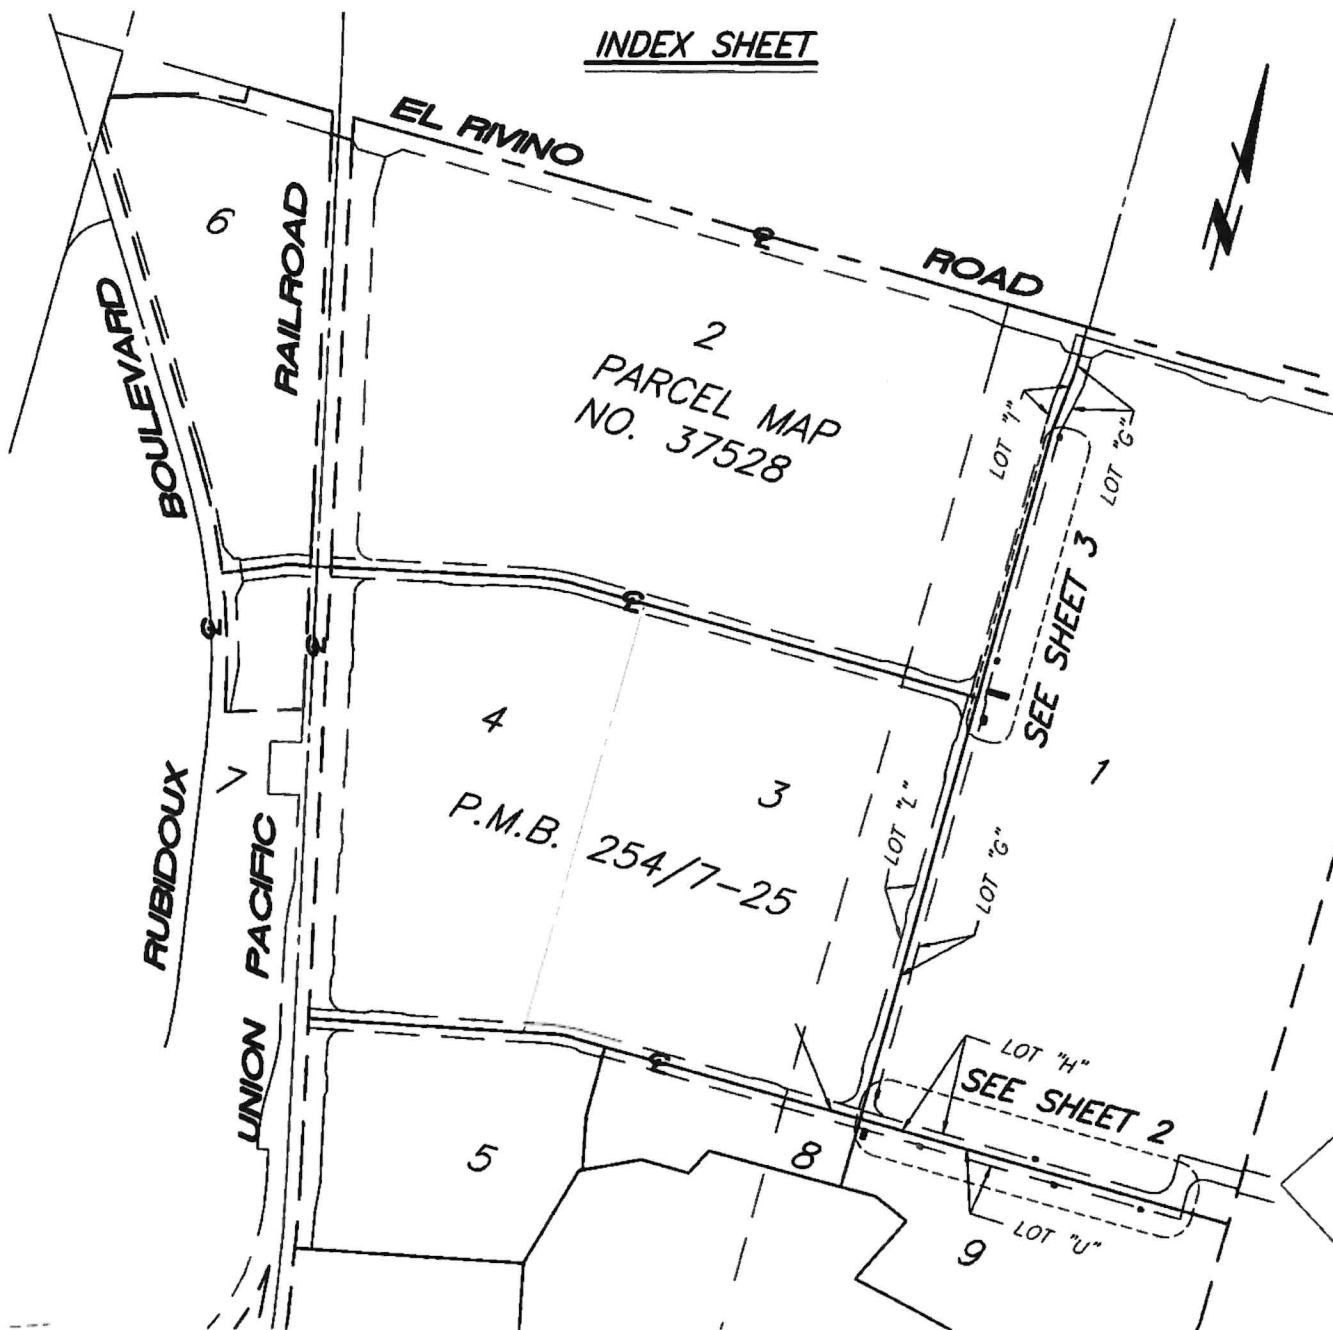 INDEX SHEET
EL RIVINO
ROAD
N
6
RAILROAD
BOULEVARD
2
PARCEL MAP
NO. 37528
LOT "I"
LOT "G"
SEE SHEET 3
℄
℄
℄
℄
4
3
1
7
P.M.B. 254/7-25
LOT "L"
LOT "G"
RUBIDOUX
UNION PACIFIC
℄
LOT "H"
SEE SHEET 2
5
8
LOT "U"
9